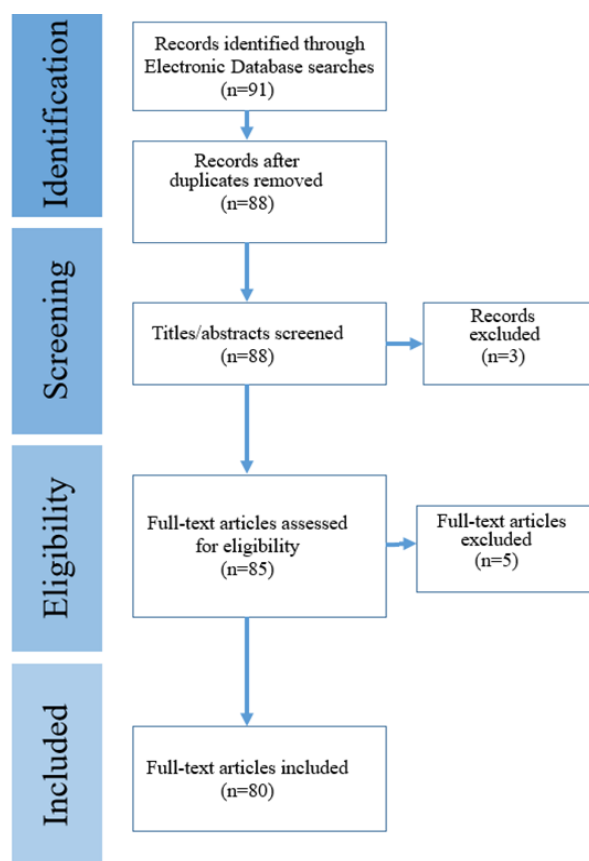 Identification
Records identified through
Electronic Database searches
(n=91)
Records after
duplicates removed
(n=88)
Screening
Titles/abstracts screened
(n=88)
Records
excluded
(n=3)
Eligibility
Full-text articles assessed
for eligibility
(n=85)
Full-text articles
excluded
(n=5)
Included
Full-text articles included
(n=80)